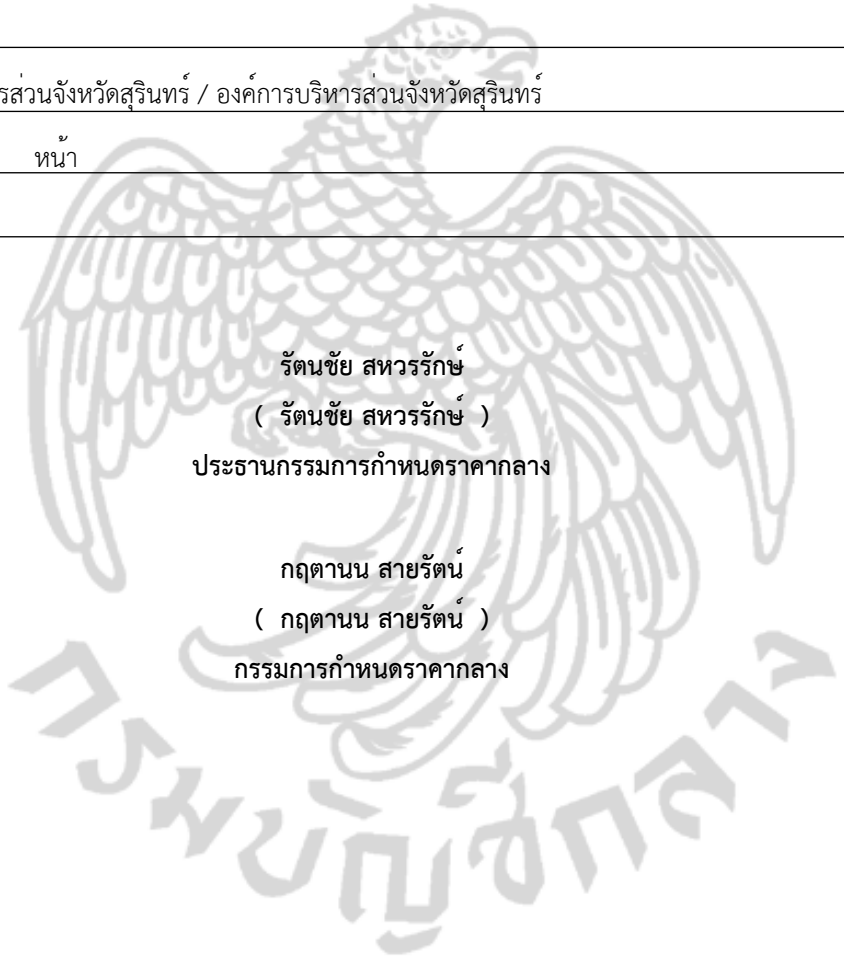 รส่วนจังหวัดสุรินทร์ / องค์การบริหารส่วนจังหวัดสุรินทร์
หน้า
รัตนชัย สหวรรักษ์
( รัตนชัย สหวรรักษ์ )
ประธานกรรมการกำหนดราคากลาง
กฤตานน สายรัตน์
( กฤตานน สายรัตน์ )
กรรมการกำหนดราคากลาง
กรมบัญชีกลาง